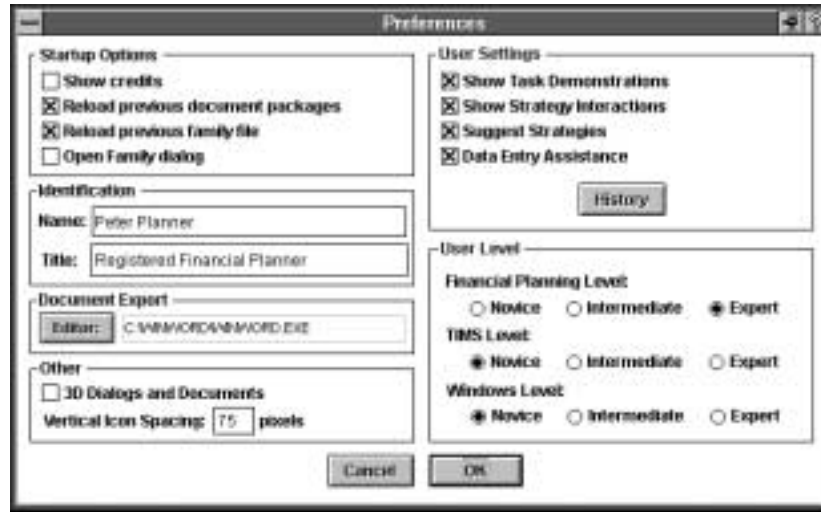 Preferences
Startup Options
Show credits
Reload previous document packages
Reload previous family file
Open Family dialog
Identification
Name: Peter Planner
Title: Registered Financial Planner
Document Export
Editor:
Other
3D Dialogs and Documents
Vertical Icon Spacing: 75 pixels
User Settings
Show Task Demonstrations
Show Strategy Interactions
Suggest Strategies
Data Entry Assistance
History
User Level
Financial Planning Level:
Novice Intermediate Expert
TIMS Level:
Novice Intermediate Expert
Windows Level:
Novice Intermediate Expert
Cancel OK